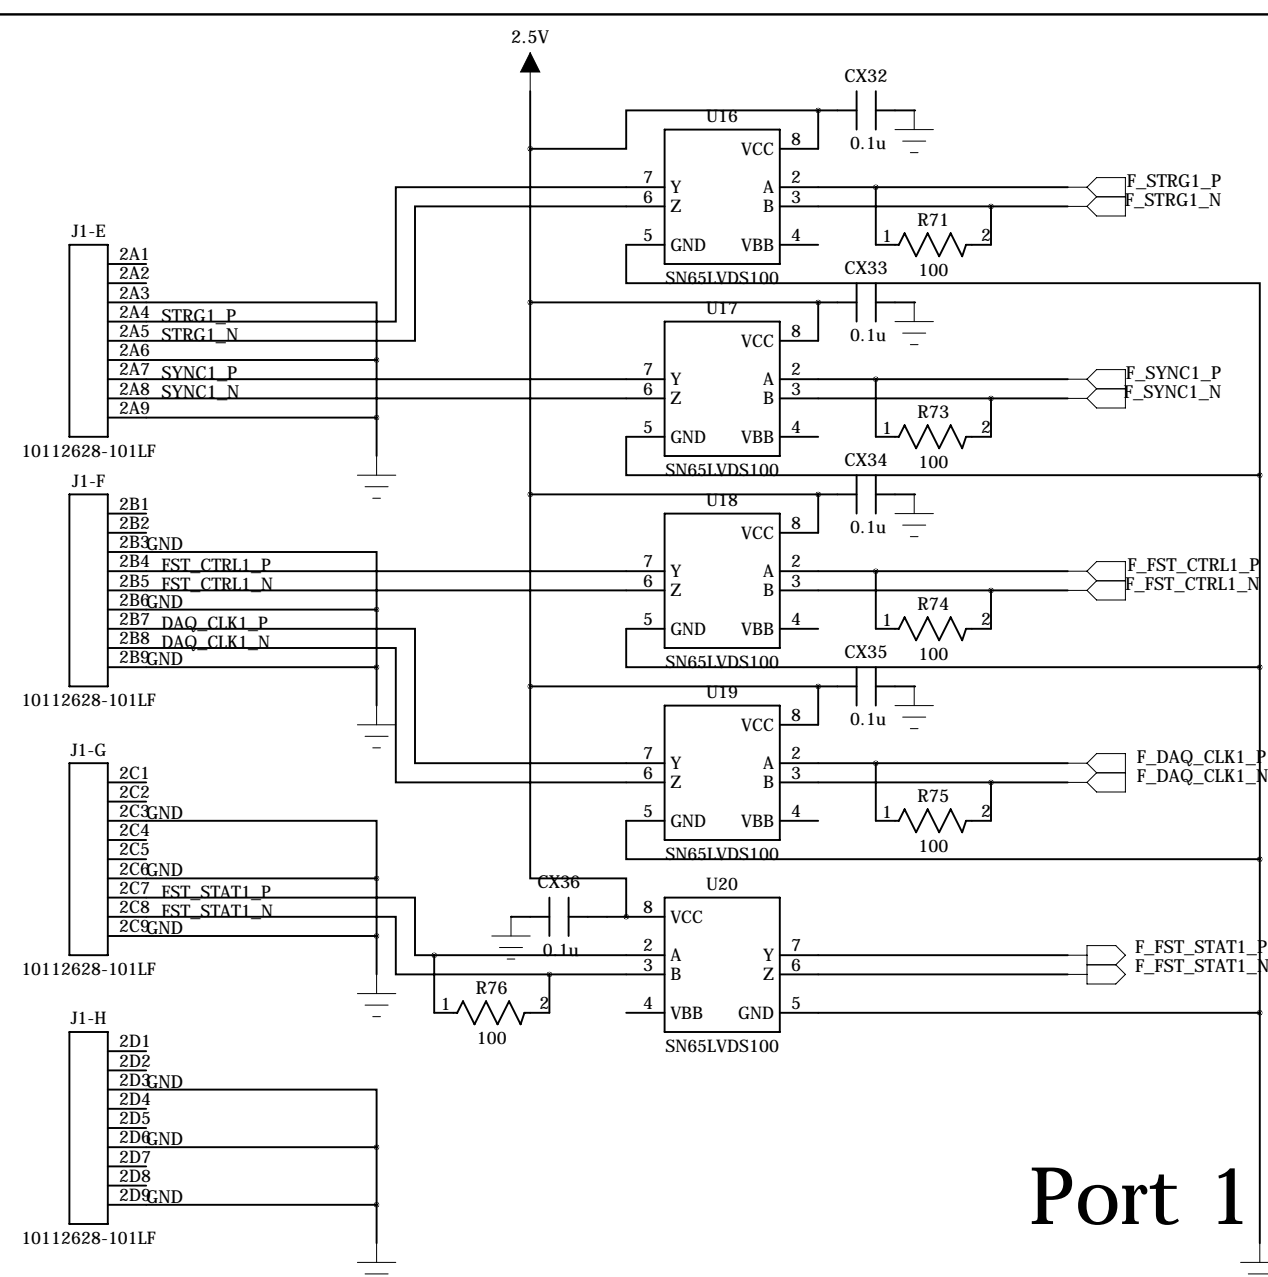 2.5V
CX32
0.1u
U16
VCC 8
7 Y A 2
6 Z B 3
5 GND VBB 4
SN65LVDS100
F_STRG1_P
F_STRG1_N
R71
1 2
100
J1-E
2A1
2A2
2A3
2A4 STRG1_P
2A5 STRG1_N
2A6
2A7 SYNC1_P
2A8 SYNC1_N
2A9
10112628-101LF
CX33
0.1u
U17
VCC 8
7 Y A 2
6 Z B 3
5 GND VBB 4
SN65LVDS100
F_SYNC1_P
F_SYNC1_N
R73
1 2
100
J1-F
2B1
2B2
2B3 GND
2B4 FST_CTRL1_P
2B5 FST_CTRL1_N
2B6 GND
2B7 DAQ_CLK1_P
2B8 DAQ_CLK1_N
2B9 GND
10112628-101LF
CX34
0.1u
U18
VCC 8
7 Y A 2
6 Z B 3
5 GND VBB 4
SN65LVDS100
F_FST_CTRL1_P
F_FST_CTRL1_N
R74
1 2
100
CX35
0.1u
U19
VCC 8
7 Y A 2
6 Z B 3
5 GND VBB 4
SN65LVDS100
F_DAQ_CLK1_P
F_DAQ_CLK1_N
R75
1 2
100
J1-G
2C1
2C2
2C3 GND
2C4
2C5
2C6 GND
2C7 FST_STAT1_P
2C8 FST_STAT1_N
2C9 GND
10112628-101LF
CX36
0.1u
U20
8 VCC
2 A Y 7
3 B Z 6
4 VBB GND 5
SN65LVDS100
F_FST_STAT1_P
F_FST_STAT1_N
R76
1 2
100
J1-H
2D1
2D2
2D3 GND
2D4
2D5
2D6 GND
2D7
2D8
2D9 GND
10112628-101LF
Port 1